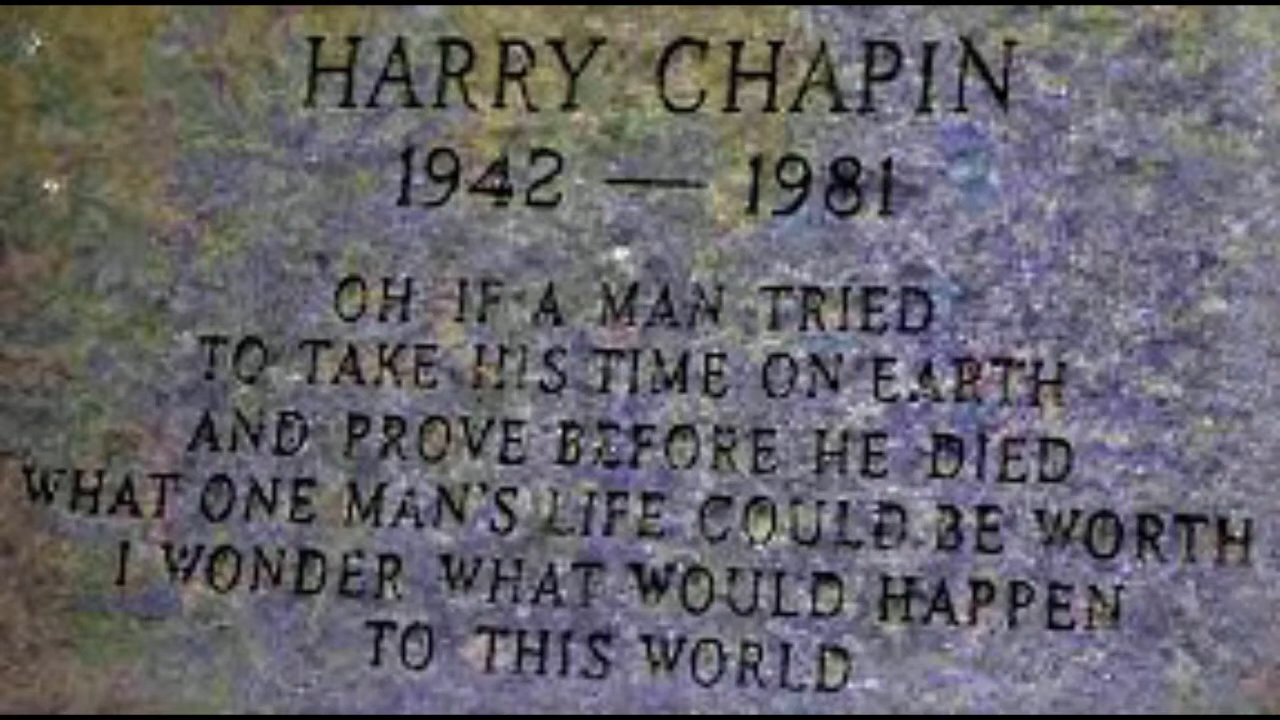 HARRY CHAPIN
1942 — 1981
OH IF A MAN TRIED
TO TAKE HIS TIME ON EARTH
AND PROVE BEFORE HE DIED
WHAT ONE MAN'S LIFE COULD BE WORTH
I WONDER WHAT WOULD HAPPEN
TO THIS WORLD